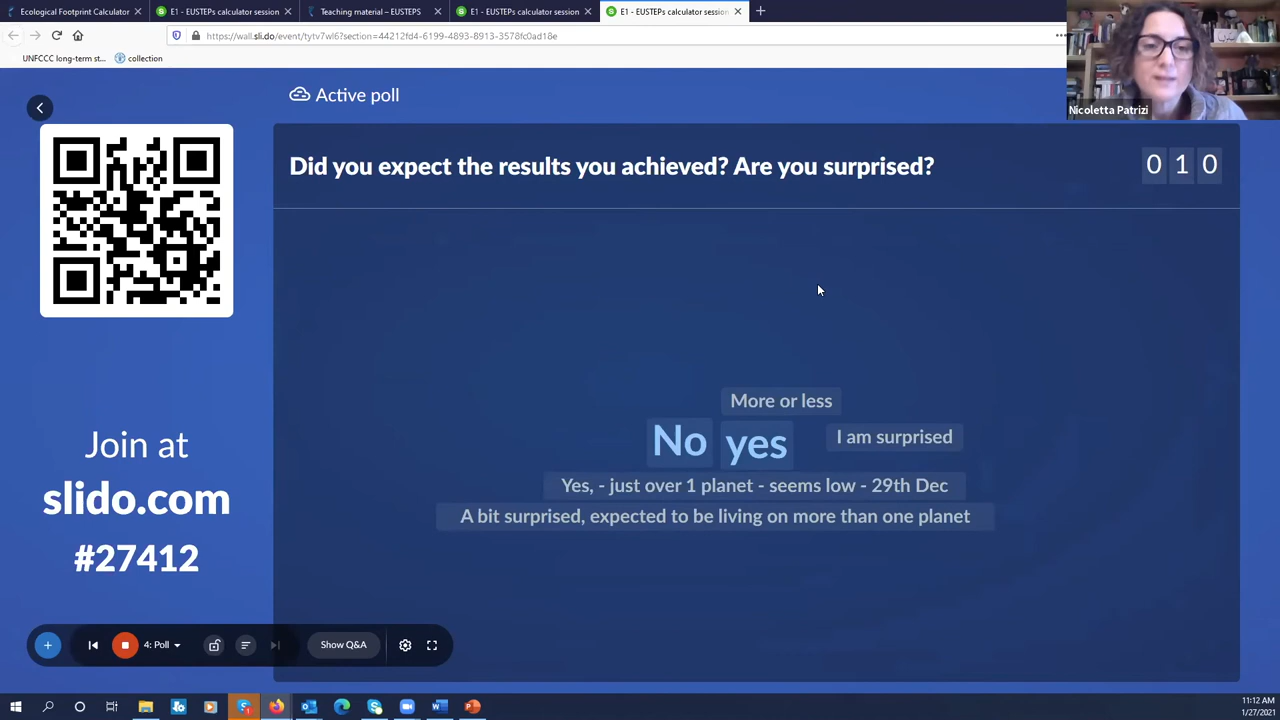 Ecological Footprint Calculator
E1 - EUSTEPs calculator session
Teaching material – EUSTEPS
E1 - EUSTEPs calculator session
E1 - EUSTEPs calculator session
https://wall.sli.do/event/tytv7wl6?section=44212fd4-6199-4893-8913-3578fc0ad18e
UNFCCC long-term st...
collection
Nicoletta Patrizi
Active poll
Did you expect the results you achieved? Are you surprised?
0 1 0
More or less
No yes
I am surprised
Yes, - just over 1 planet - seems low - 29th Dec
A bit surprised, expected to be living on more than one planet
Join at
slido.com
#27412
4: Poll
Show Q&A
11:12 AM
1/27/2021